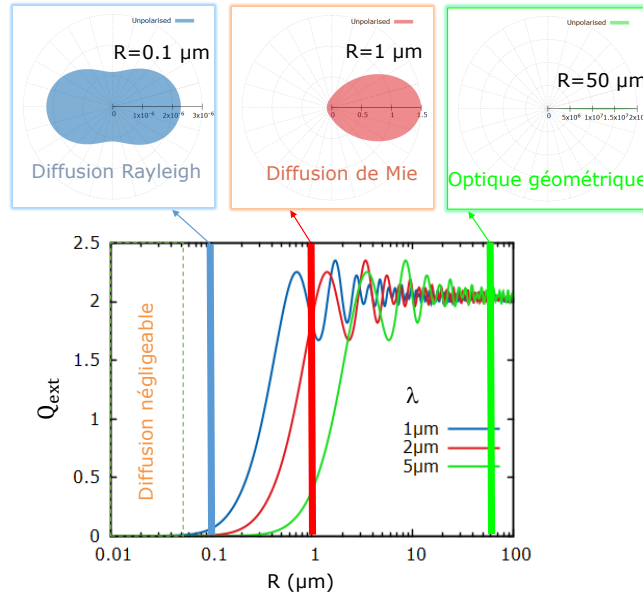 Unpolarised
R=0.1 µm
0 1x10⁻⁶ 2x10⁻⁶ 3x10⁻⁶
Diffusion Rayleigh
Unpolarised
R=1 µm
0 0.5 1 1.5
Diffusion de Mie
Unpolarised
R=50 µm
0 5x10⁶ 1x10⁷ 1.5x10⁷ 2x10⁷
Optique géométrique
2.5
2
1.5
1
0.5
0
Qext
Diffusion négligeable
λ
1µm
2µm
5µm
0.01 0.1 1 10 100
R (µm)